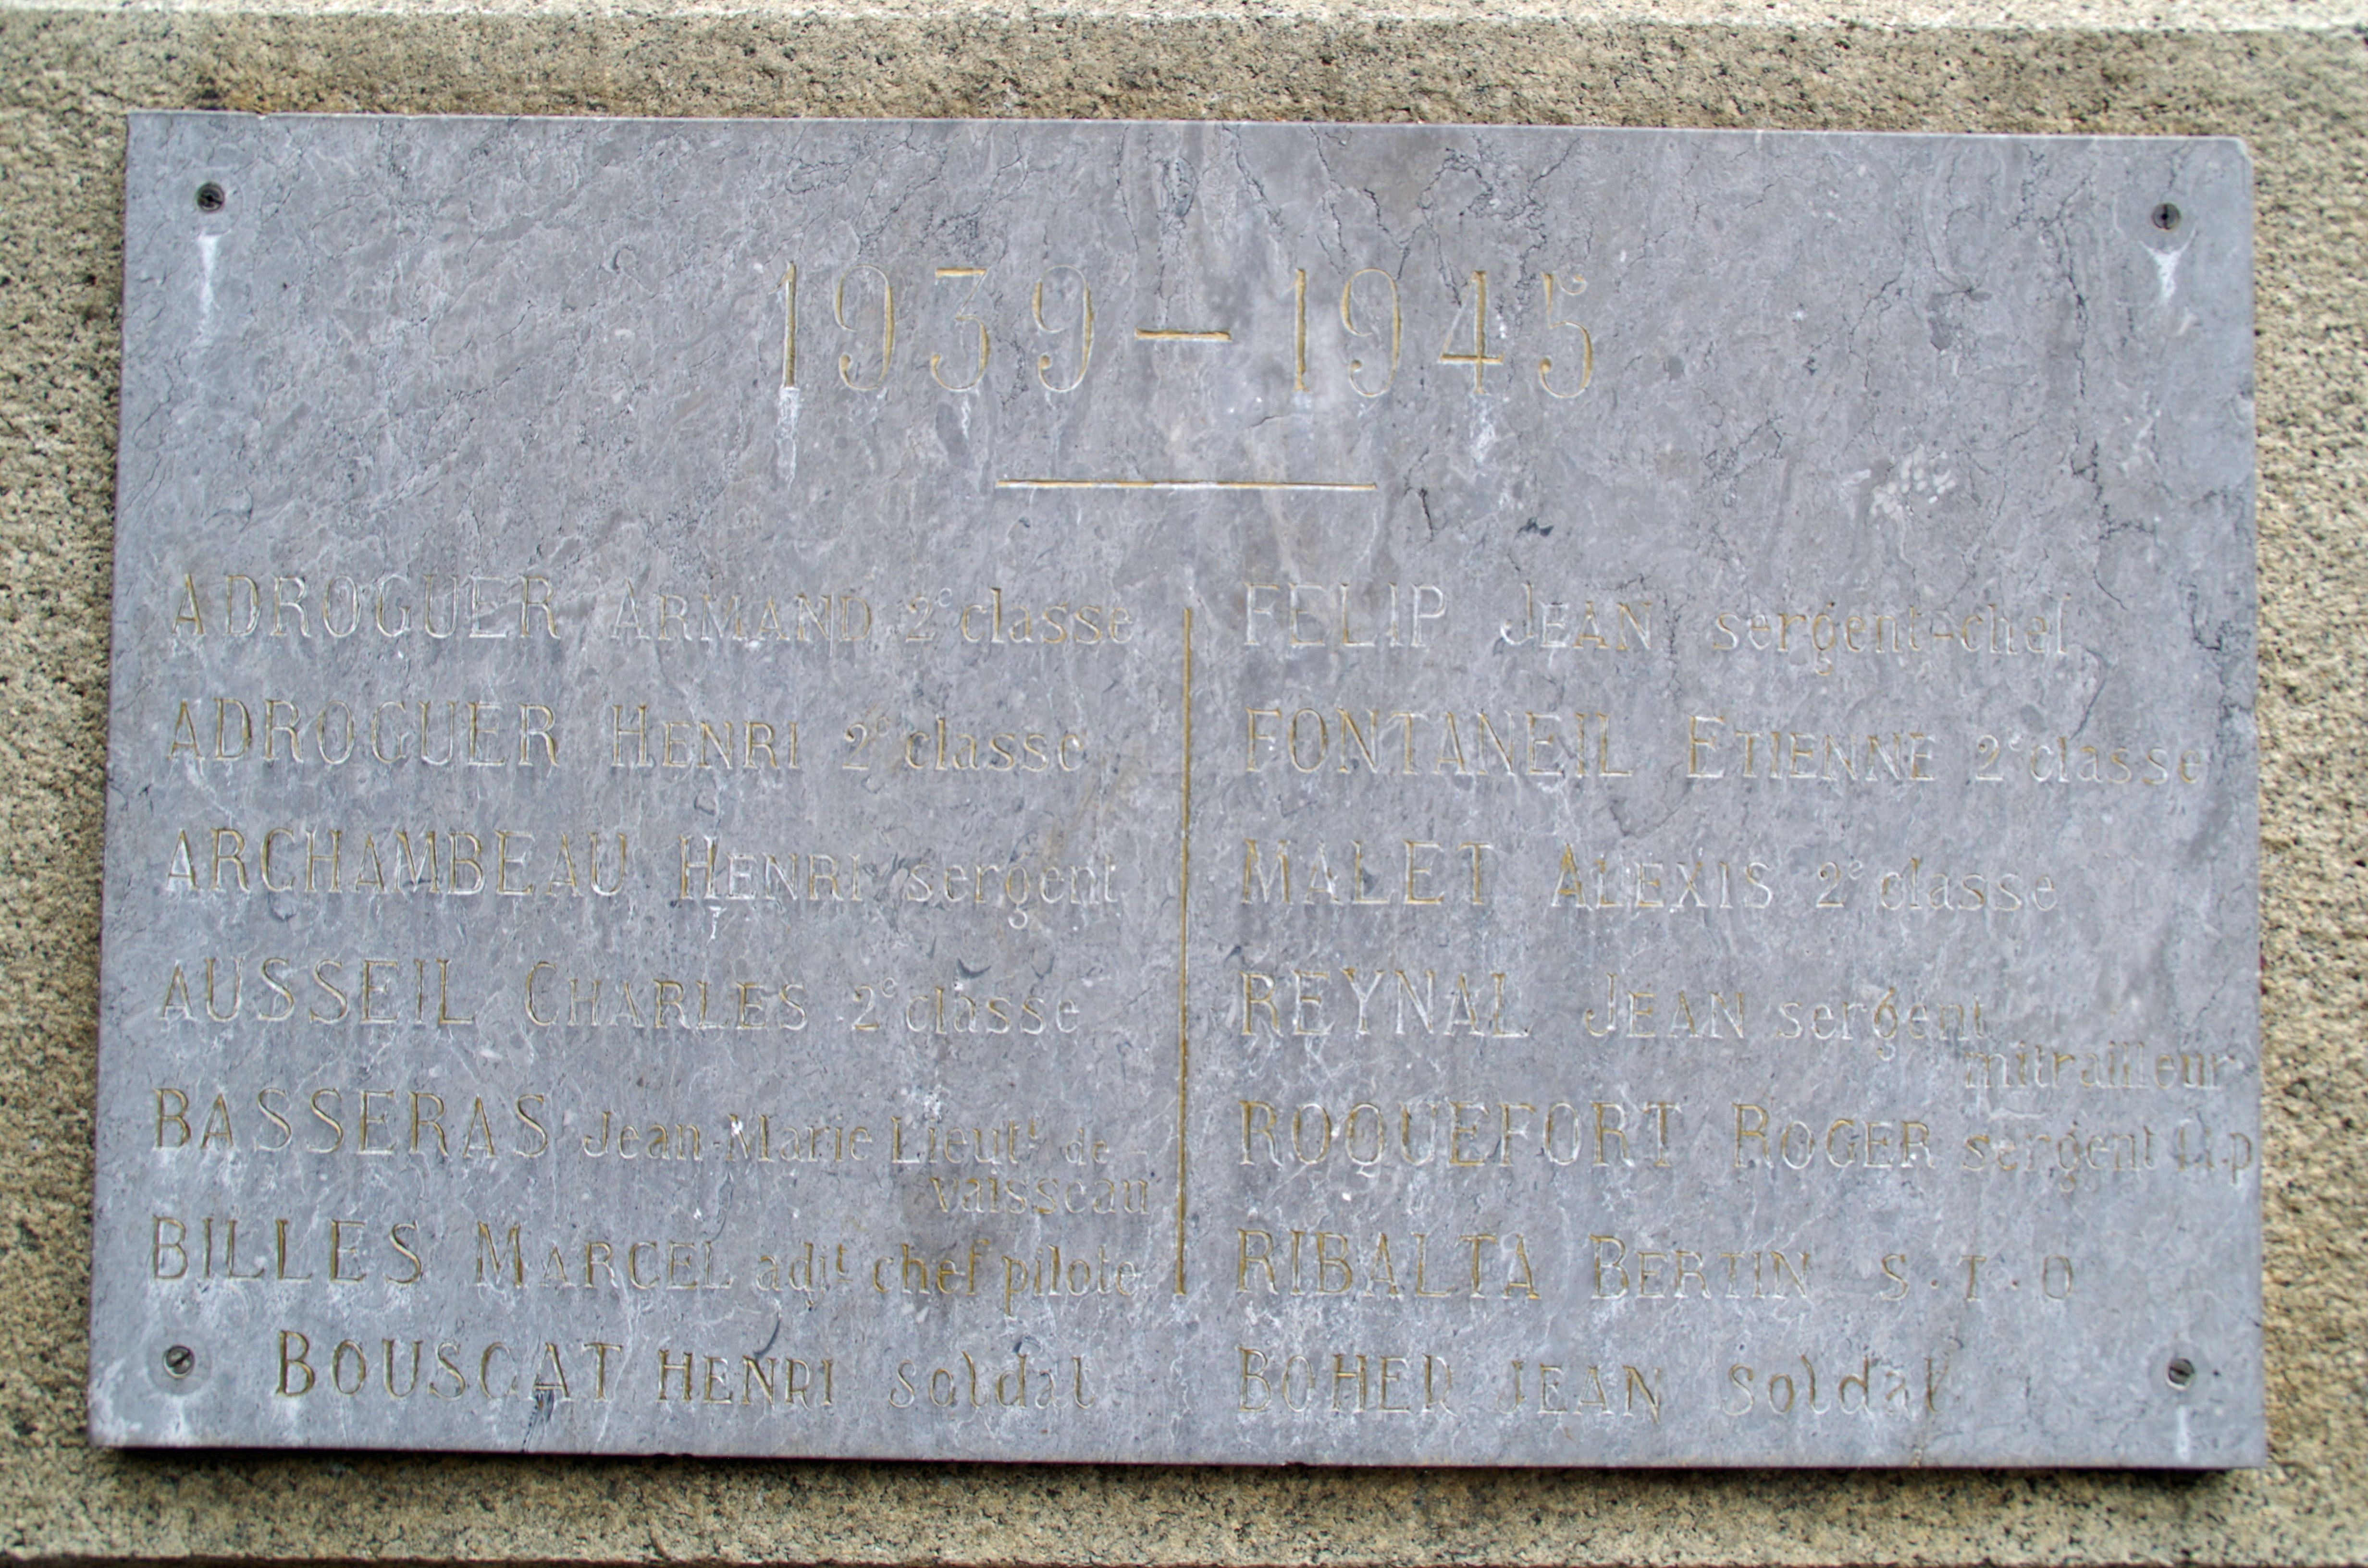 1939 — 1945
ADROGUER ARMAND 2e classe
ADROGUER HENRI 2e classe
ARCHAMBEAU HENRI sergent
AUSSEIL CHARLES 2e classe
BASSERAS Jean-Marie Lieutt de
vaisseau
BILLES MARCEL adjt chef pilote
BOUSCAT HENRI Soldat
FELIP JEAN sergent-chef
FONTANEIL ETIENNE 2e classe
MALET ALEXIS 2e classe
REYNAL JEAN sergent
mitrailleur
ROQUEFORT ROGER sergent
RIBALTA BERTIN S.T.O
BOHER JEAN Soldat